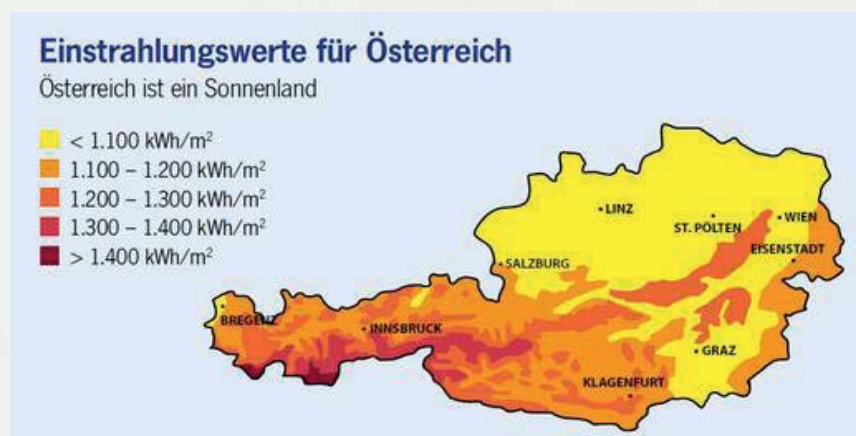 Einstrahlungswerte für Österreich
Österreich ist ein Sonnenland
< 1.100 kWh/m²
1.100 – 1.200 kWh/m²
1.200 – 1.300 kWh/m²
1.300 – 1.400 kWh/m²
> 1.400 kWh/m²
LINZ
ST. PÖLTEN
WIEN
EISENSTADT
SALZBURG
BREGENZ
INNSBRUCK
GRAZ
KLAGENFURT